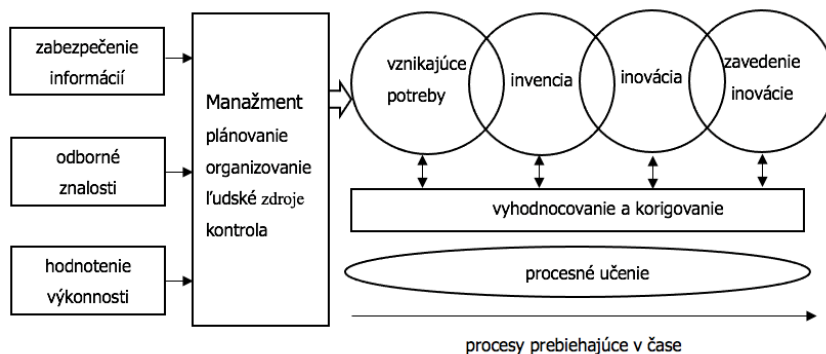 zabezpečenie
informácií
odborné
znalosti
hodnotenie
výkonnosti
Manažment
plánovanie
organizovanie
ľudské zdroje
kontrola
vznikajúce
potreby
invencia
inovácia
zavedenie
inovácie
vyhodnocovanie a korigovanie
procesné učenie
procesy prebiehajúce v čase